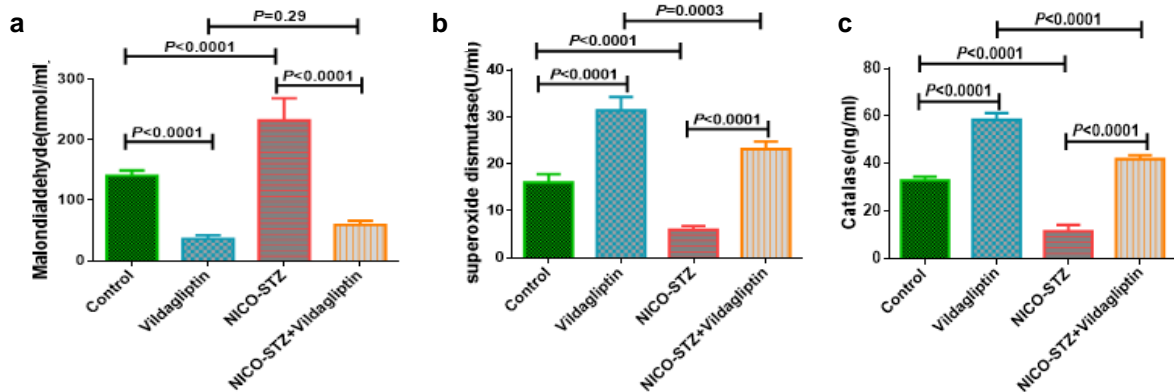 a
P=0.29
P<0.0001
P<0.0001
P<0.0001
Malondialdehyde(nmol/ml)
300
200
100
0
Control
Vildagliptin
NICO-STZ
NICO-STZ+Vildagliptin
b
P=0.0003
P<0.0001
P<0.0001
P<0.0001
superoxide dismutase(U/ml)
40
30
20
10
0
Control
Vildagliptin
NICO-STZ
NICO-STZ+Vildagliptin
c
P<0.0001
P<0.0001
P<0.0001
P<0.0001
Catalase(ng/ml)
80
60
40
20
0
Control
Vildagliptin
NICO-STZ
NICO-STZ+Vildagliptin